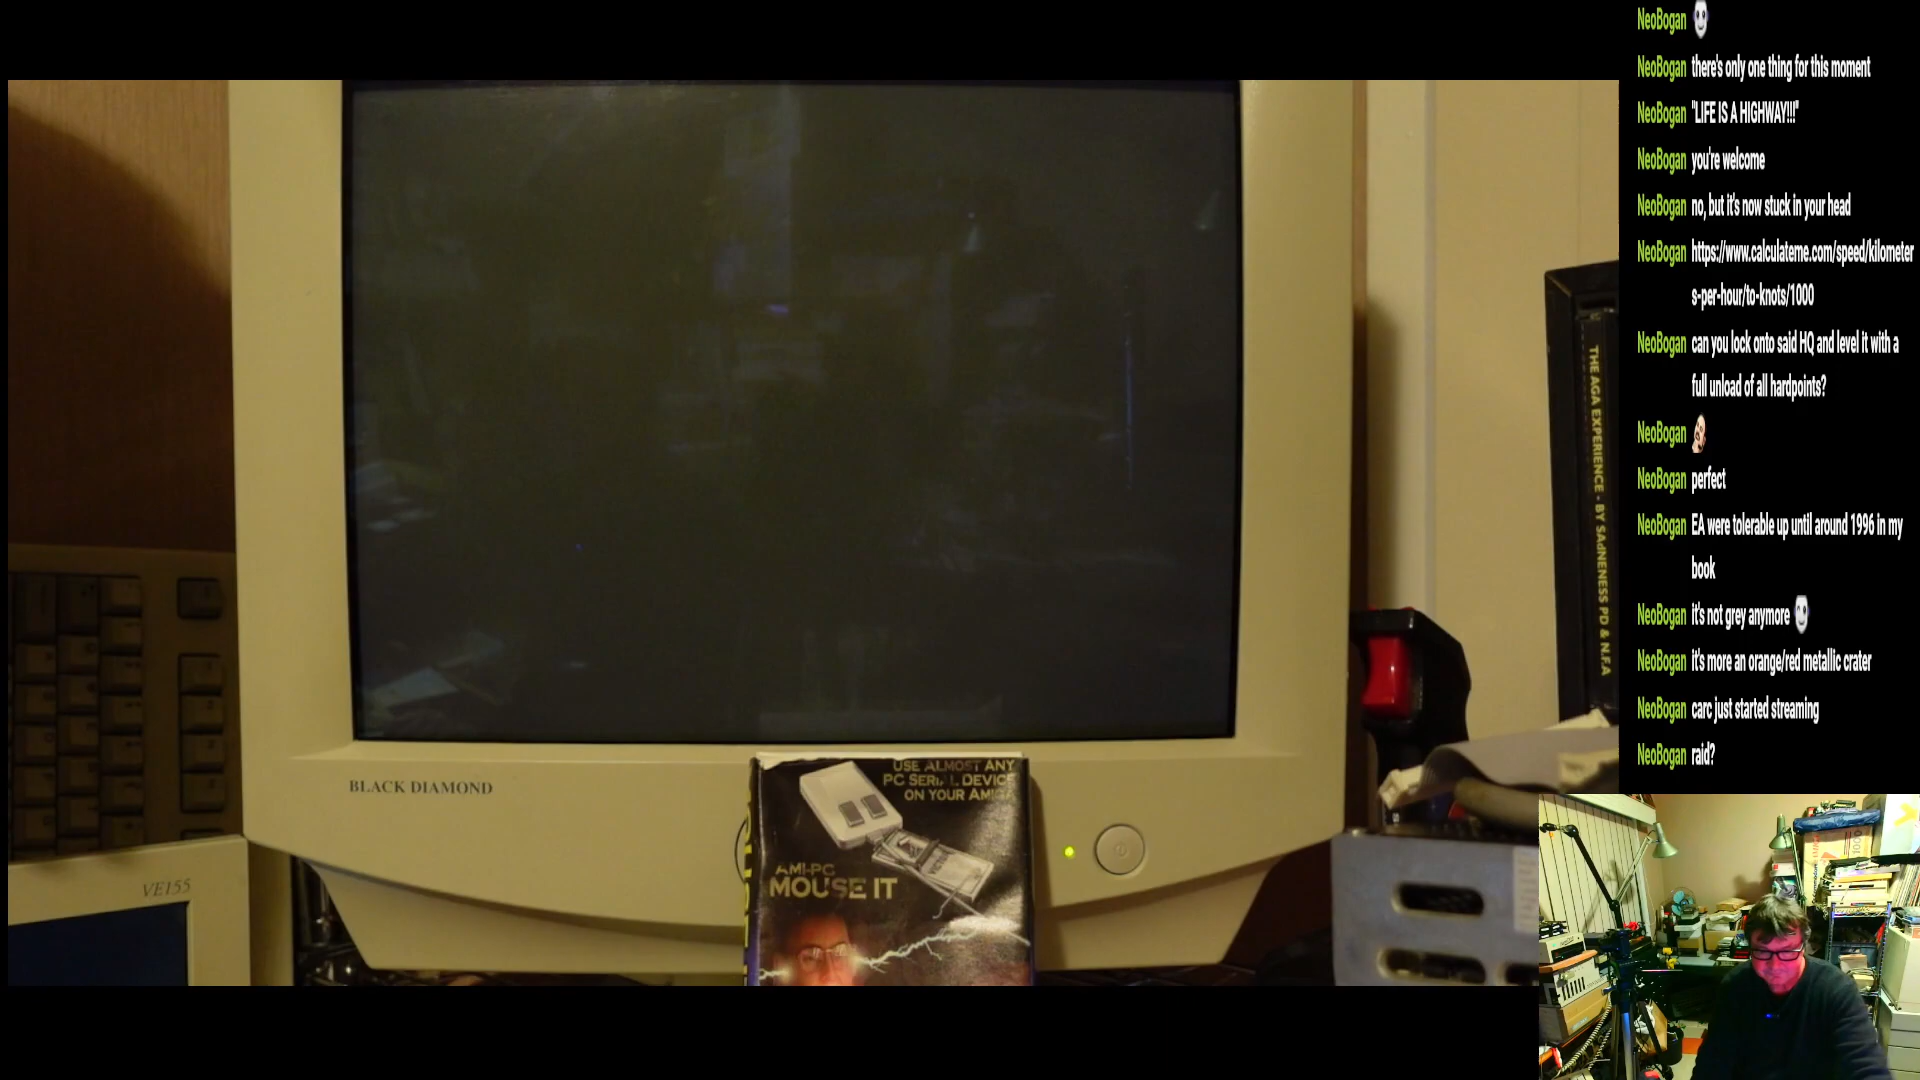 NeoBogan
NeoBogan there's only one thing for this moment
NeoBogan "LIFE IS A HIGHWAY!!!"
NeoBogan you're welcome
NeoBogan no, but it's now stuck in your head
NeoBogan https://www.calculateme.com/speed/kilometer
s-per-hour/to-knots/1000
NeoBogan can you lock onto said HQ and level it with a
full unload of all hardpoints?
NeoBogan
NeoBogan perfect
NeoBogan EA were tolerable up until around 1996 in my
book
NeoBogan it's not grey anymore
NeoBogan it's more an orange/red metallic crater
NeoBogan carc just started streaming
NeoBogan raid?
THE AGA EXPERIENCE - BY SAdNENESS PD & N.F.A
BLACK DIAMOND
USE ALMOST ANY
PC SERIAL DEVICE
ON YOUR AMIGA
AMI-PC
MOUSE IT
VE155